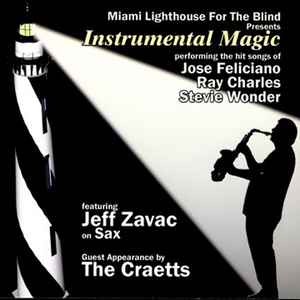 Miami Lighthouse For The Blind
Presents
Instrumental Magic
performing the hit songs of
Jose Feliciano
Ray Charles
Stevie Wonder
featuring
Jeff Zavac
on Sax
Guest Appearance by
The Craetts